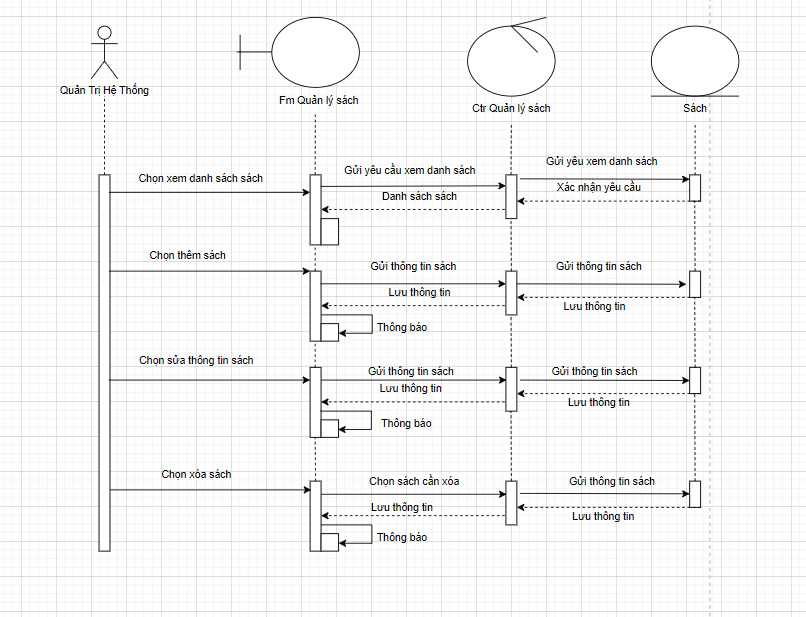 Quản Trị Hệ Thống
Fm Quản lý sách
Ctr Quản lý sách
Sách
Chọn xem danh sách sách
Gửi yêu cầu xem danh sách
Gửi yêu xem danh sách
Danh sách sách
Xác nhận yêu cầu
Chọn thêm sách
Gửi thông tin sách
Gửi thông tin sách
Lưu thông tin
Lưu thông tin
Thông báo
Chọn sửa thông tin sách
Gửi thông tin sách
Gửi thông tin sách
Lưu thông tin
Lưu thông tin
Thông báo
Chọn xóa sách
Chọn sách cần xóa
Gửi thông tin sách
Lưu thông tin
Lưu thông tin
Thông báo